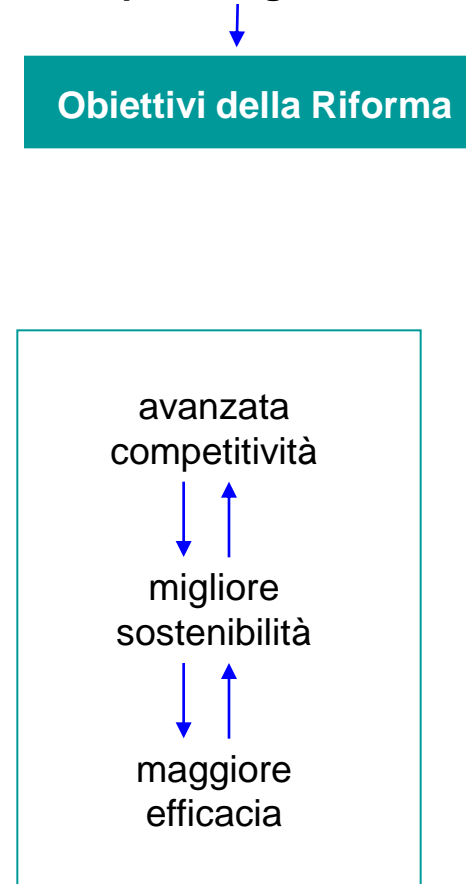 Obiettivi della Riforma
avanzata
competitività
migliore
sostenibilità
maggiore
efficacia